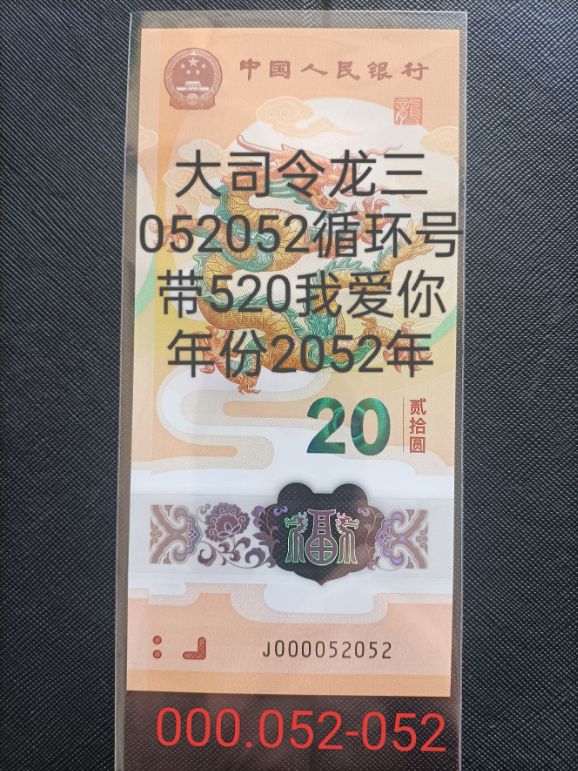 中国人民银行
龍
大司令龙三
052052循环号
带520我爱你
年份2052年
20
贰拾圆
福
J000052052
000.052-052